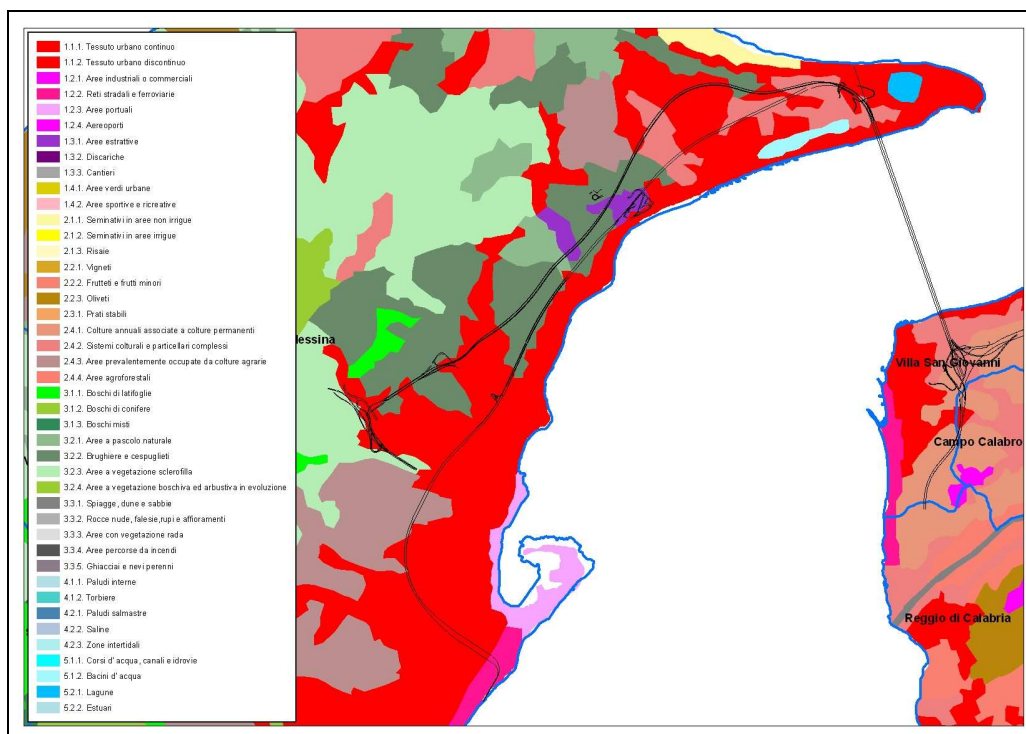 1.1.1. Tessuto urbano continuo
1.1.2. Tessuto urbano discontinuo
1.2.1. Aree industriali o commerciali
1.2.2. Reti stradali e ferroviarie
1.2.3. Aree portuali
1.2.4. Aereoporti
1.3.1. Aree estrattive
1.3.2. Discariche
1.3.3. Cantieri
1.4.1. Aree verdi urbane
1.4.2. Aree sportive e ricreative
2.1.1. Seminativi in aree non irrigue
2.1.2. Seminativi in aree irrigue
2.1.3. Risaie
2.2.1. Vigneti
2.2.2. Frutteti e frutti minori
2.2.3. Oliveti
2.3.1. Prati stabili
2.4.1. Colture annuali associate a colture permanenti
2.4.2. Sistemi colturali e particellari complessi
2.4.3. Aree prevalentemente occupate da colture agrarie
2.4.4. Aree agroforestali
3.1.1. Boschi di latifoglie
3.1.2. Boschi di conifere
3.1.3. Boschi misti
3.2.1. Aree a pascolo naturale
3.2.2. Brughiere e cespuglieti
3.2.3. Aree a vegetazione sclerofilla
3.2.4. Aree a vegetazione boschiva ed arbustiva in evoluzione
3.3.1. Spiagge, dune e sabbie
3.3.2. Rocce nude, falesie,rupi e affioramenti
3.3.3. Aree con vegetazione rada
3.3.4. Aree percorse da incendi
3.3.5. Ghiacciai e nevi perenni
4.1.1. Paludi interne
4.1.2. Torbiere
4.2.1. Paludi salmastre
4.2.2. Saline
4.2.3. Zone intertidali
5.1.1. Corsi d' acqua, canali e idrovie
5.1.2. Bacini d' acqua
5.2.1. Lagune
5.2.2. Estuari
lessina
Villa San Giovanni
Campo Calabro
Reggio di Calabria